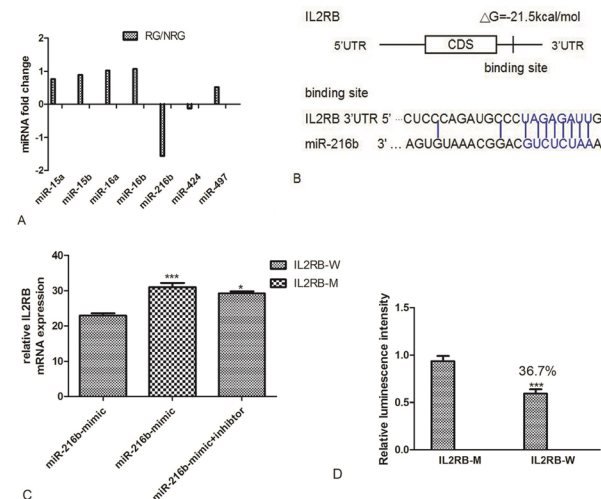 RG/NRG
miRNA fold change
2
1
0
-1
-2
miR-15a
miR-15b
miR-16a
miR-16b
miR-216b
miR-424
miR-497
A
IL2RB
△G=-21.5kcal/mol
5'UTR
CDS
3'UTR
binding site
binding site
IL2RB 3'UTR 5' ...CUCCCAGAUGCCCUAGAGAUUG
miR-216b 3' ... AGUGUAAACGGACGUCUCUAAA
B
relative IL2RB
mRNA expression
40
30
20
10
0
***
*
IL2RB-W
IL2RB-M
miR-216b-mimic
miR-216b-mimic
miR-216b-mimic+inhibtor
C
Relative luminescence intensity
1.5
1.0
0.5
0.0
36.7%
***
IL2RB-M
IL2RB-W
D